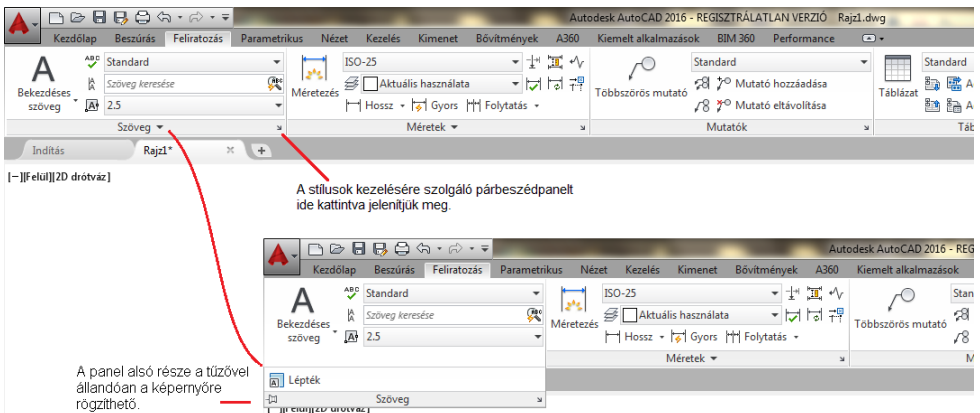 Autodesk AutoCAD 2016 - REGISZTRÁLATLAN VERZIÓ Rajz1.dwg
Kezdőlap Beszúrás Feliratozás Parametrikus Nézet Kezelés Kimenet Bővítmények A360 Kiemelt alkalmazások BIM 360 Performance
ABC Standard ISO-25 Standard Standard
Bekezdéses szöveg
Szöveg keresése
2.5
Méretezés
Aktuális használata
Hossz Gyors Folytatás
Többszörös mutató
Mutató hozzáadása
Mutató eltávolítása
Táblázat
Szöveg Méretek Mutatók Táb
Indítás Rajz1* × +
[–][Felül][2D drótváz]
A stílusok kezelésére szolgáló párbeszédpanelt
ide kattintva jelenítjük meg.
Autodesk AutoCAD 2016 - REG
Kezdőlap Beszúrás Feliratozás Parametrikus Nézet Kezelés Kimenet Bővítmények A360 Kiemelt alkalmazások
ABC Standard ISO-25 Stan
Bekezdéses szöveg
Szöveg keresése
2.5
Méretezés
Aktuális használata
Hossz Gyors Folytatás
Többszörös mutató
Méretek M
Lépték
Szöveg
A panel alsó része a tűzővel
állandóan a képernyőre
rögzíthető.